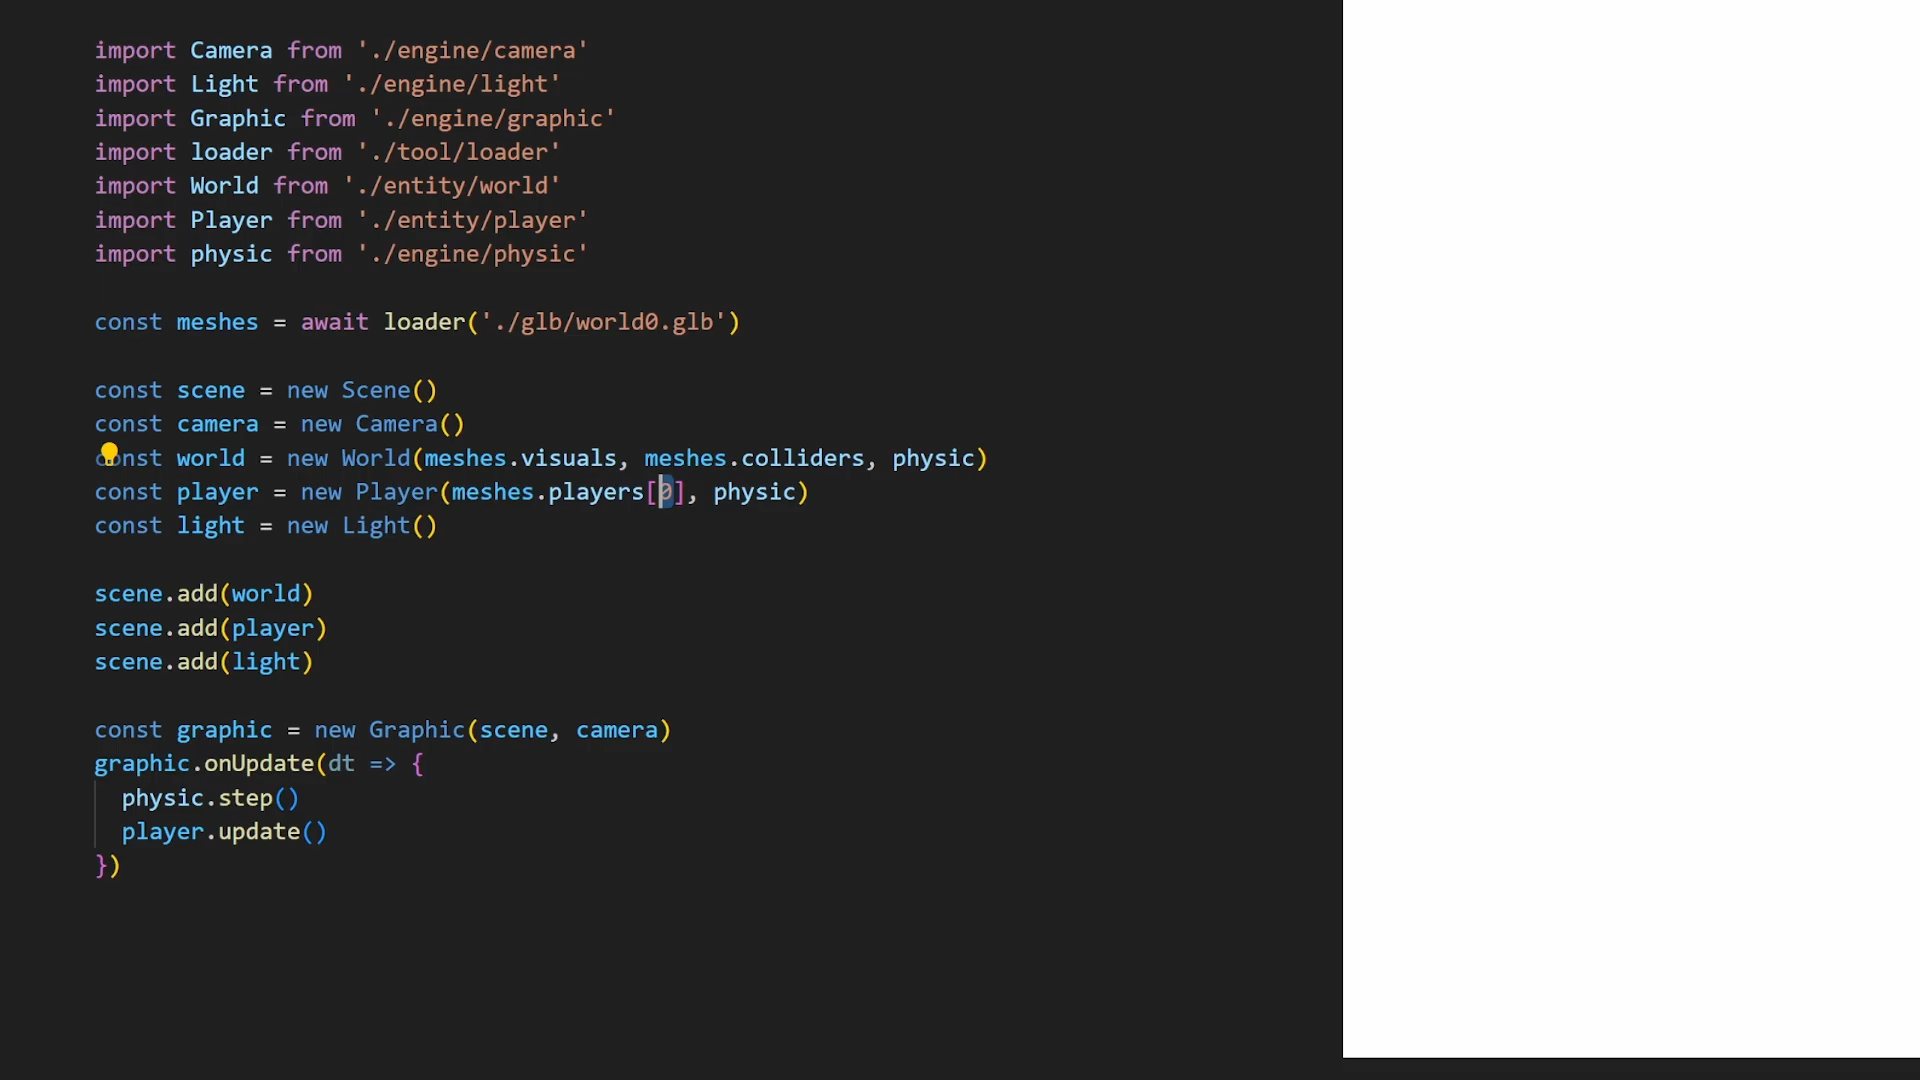 import Camera from './engine/camera'
import Light from './engine/light'
import Graphic from './engine/graphic'
import loader from './tool/loader'
import World from './entity/world'
import Player from './entity/player'
import physic from './engine/physic'
const meshes = await loader('./glb/world0.glb')
const scene = new Scene()
const camera = new Camera()
const world = new World(meshes.visuals, meshes.colliders, physic)
const player = new Player(meshes.players[0], physic)
const light = new Light()
scene.add(world)
scene.add(player)
scene.add(light)
const graphic = new Graphic(scene, camera)
graphic.onUpdate(dt => {
  physic.step()
  player.update()
})